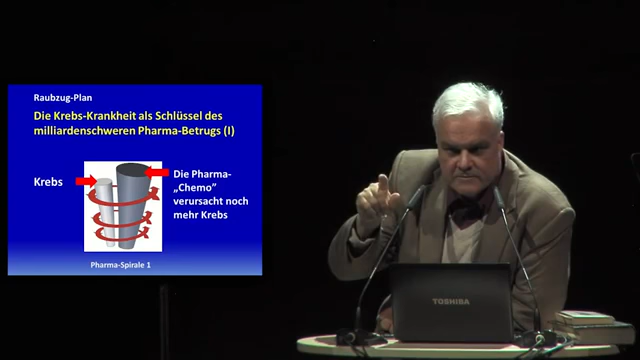 Raubzug-Plan
Die Krebs-Krankheit als Schlüssel des
milliardenschweren Pharma-Betrugs (I)
Krebs
Die Pharma-
„Chemo”
verursacht noch
mehr Krebs
Pharma-Spirale 1
TOSHIBA